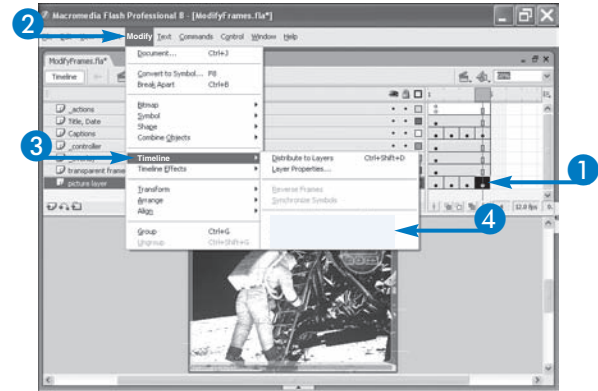 Macromedia Flash Professional 8 - [ModifyFrames.fla*]
2
Modify Text Commands Control Window Help
ModifyFrames.fla*
Timeline
Document... Ctrl+J
Convert to Symbol... F8
Break Apart Ctrl+B
Bitmap
Symbol
Shape
Combine Objects
_actions
Title, Date
Captions
_controller
transparent frame
picture layer
3
Timeline
Timeline Effects
Transform
Arrange
Align
Group Ctrl+G
Ungroup Ctrl+Shift+G
Distribute to Layers Ctrl+Shift+D
Layer Properties...
Reverse Frames
Synchronize Symbols
1
4
12.0 fps